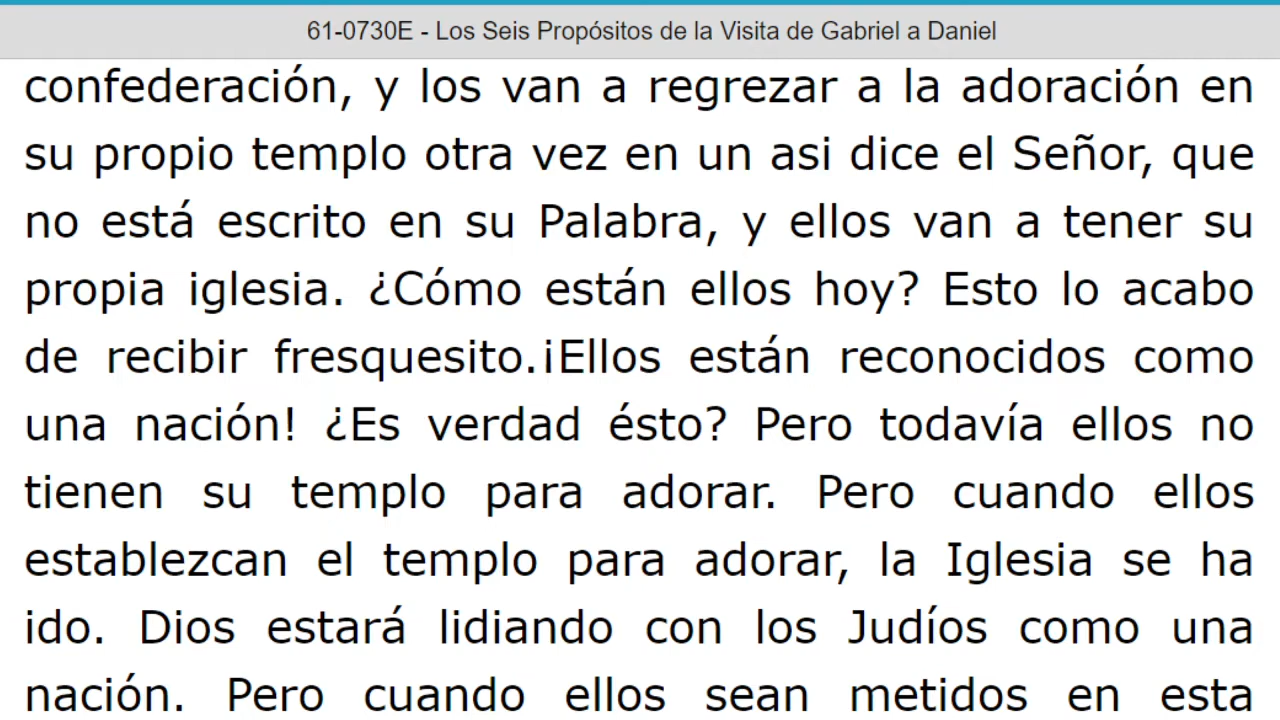 61-0730E - Los Seis Propósitos de la Visita de Gabriel a Daniel
confederación, y los van a regrezar a la adoración en
su propio templo otra vez en un asi dice el Señor, que
no está escrito en su Palabra, y ellos van a tener su
propia iglesia. ¿Cómo están ellos hoy? Esto lo acabo
de recibir fresquesito.¡Ellos están reconocidos como
una nación! ¿Es verdad ésto? Pero todavía ellos no
tienen su templo para adorar. Pero cuando ellos
establezcan el templo para adorar, la Iglesia se ha
ido. Dios estará lidiando con los Judíos como una
nación. Pero cuando ellos sean metidos en esta